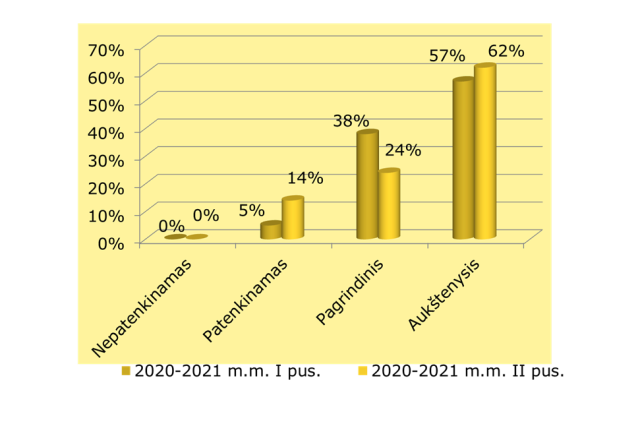 70%
60%
50%
40%
30%
20%
10%
0%
0%
0%
5%
14%
38%
24%
57%
62%
Nepatenkinamas
Patenkinamas
Pagrindinis
Aukštenysis
2020-2021 m.m. I pus.
2020-2021 m.m. II pus.